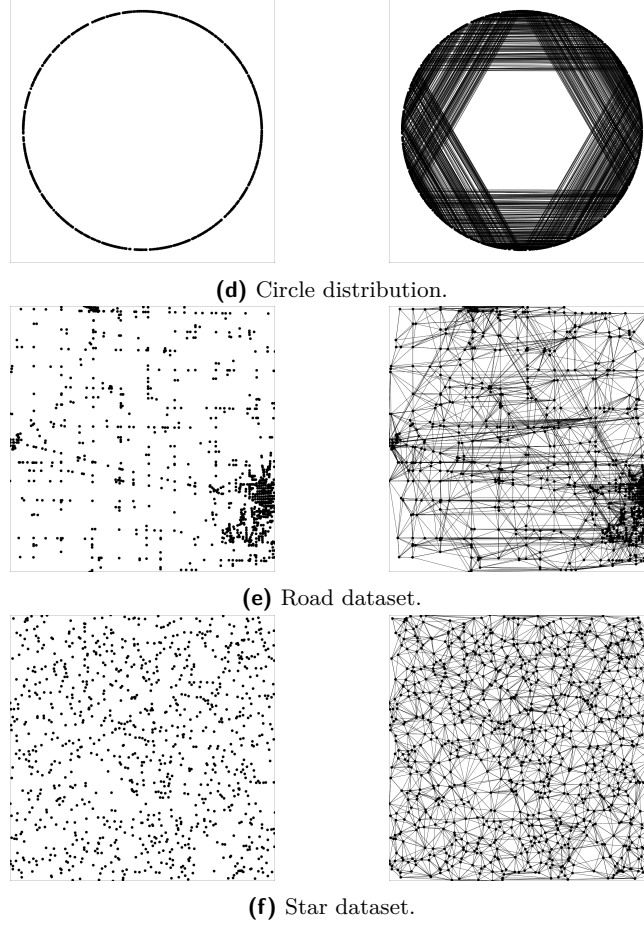 (d) Circle distribution.
(e) Road dataset.
(f) Star dataset.